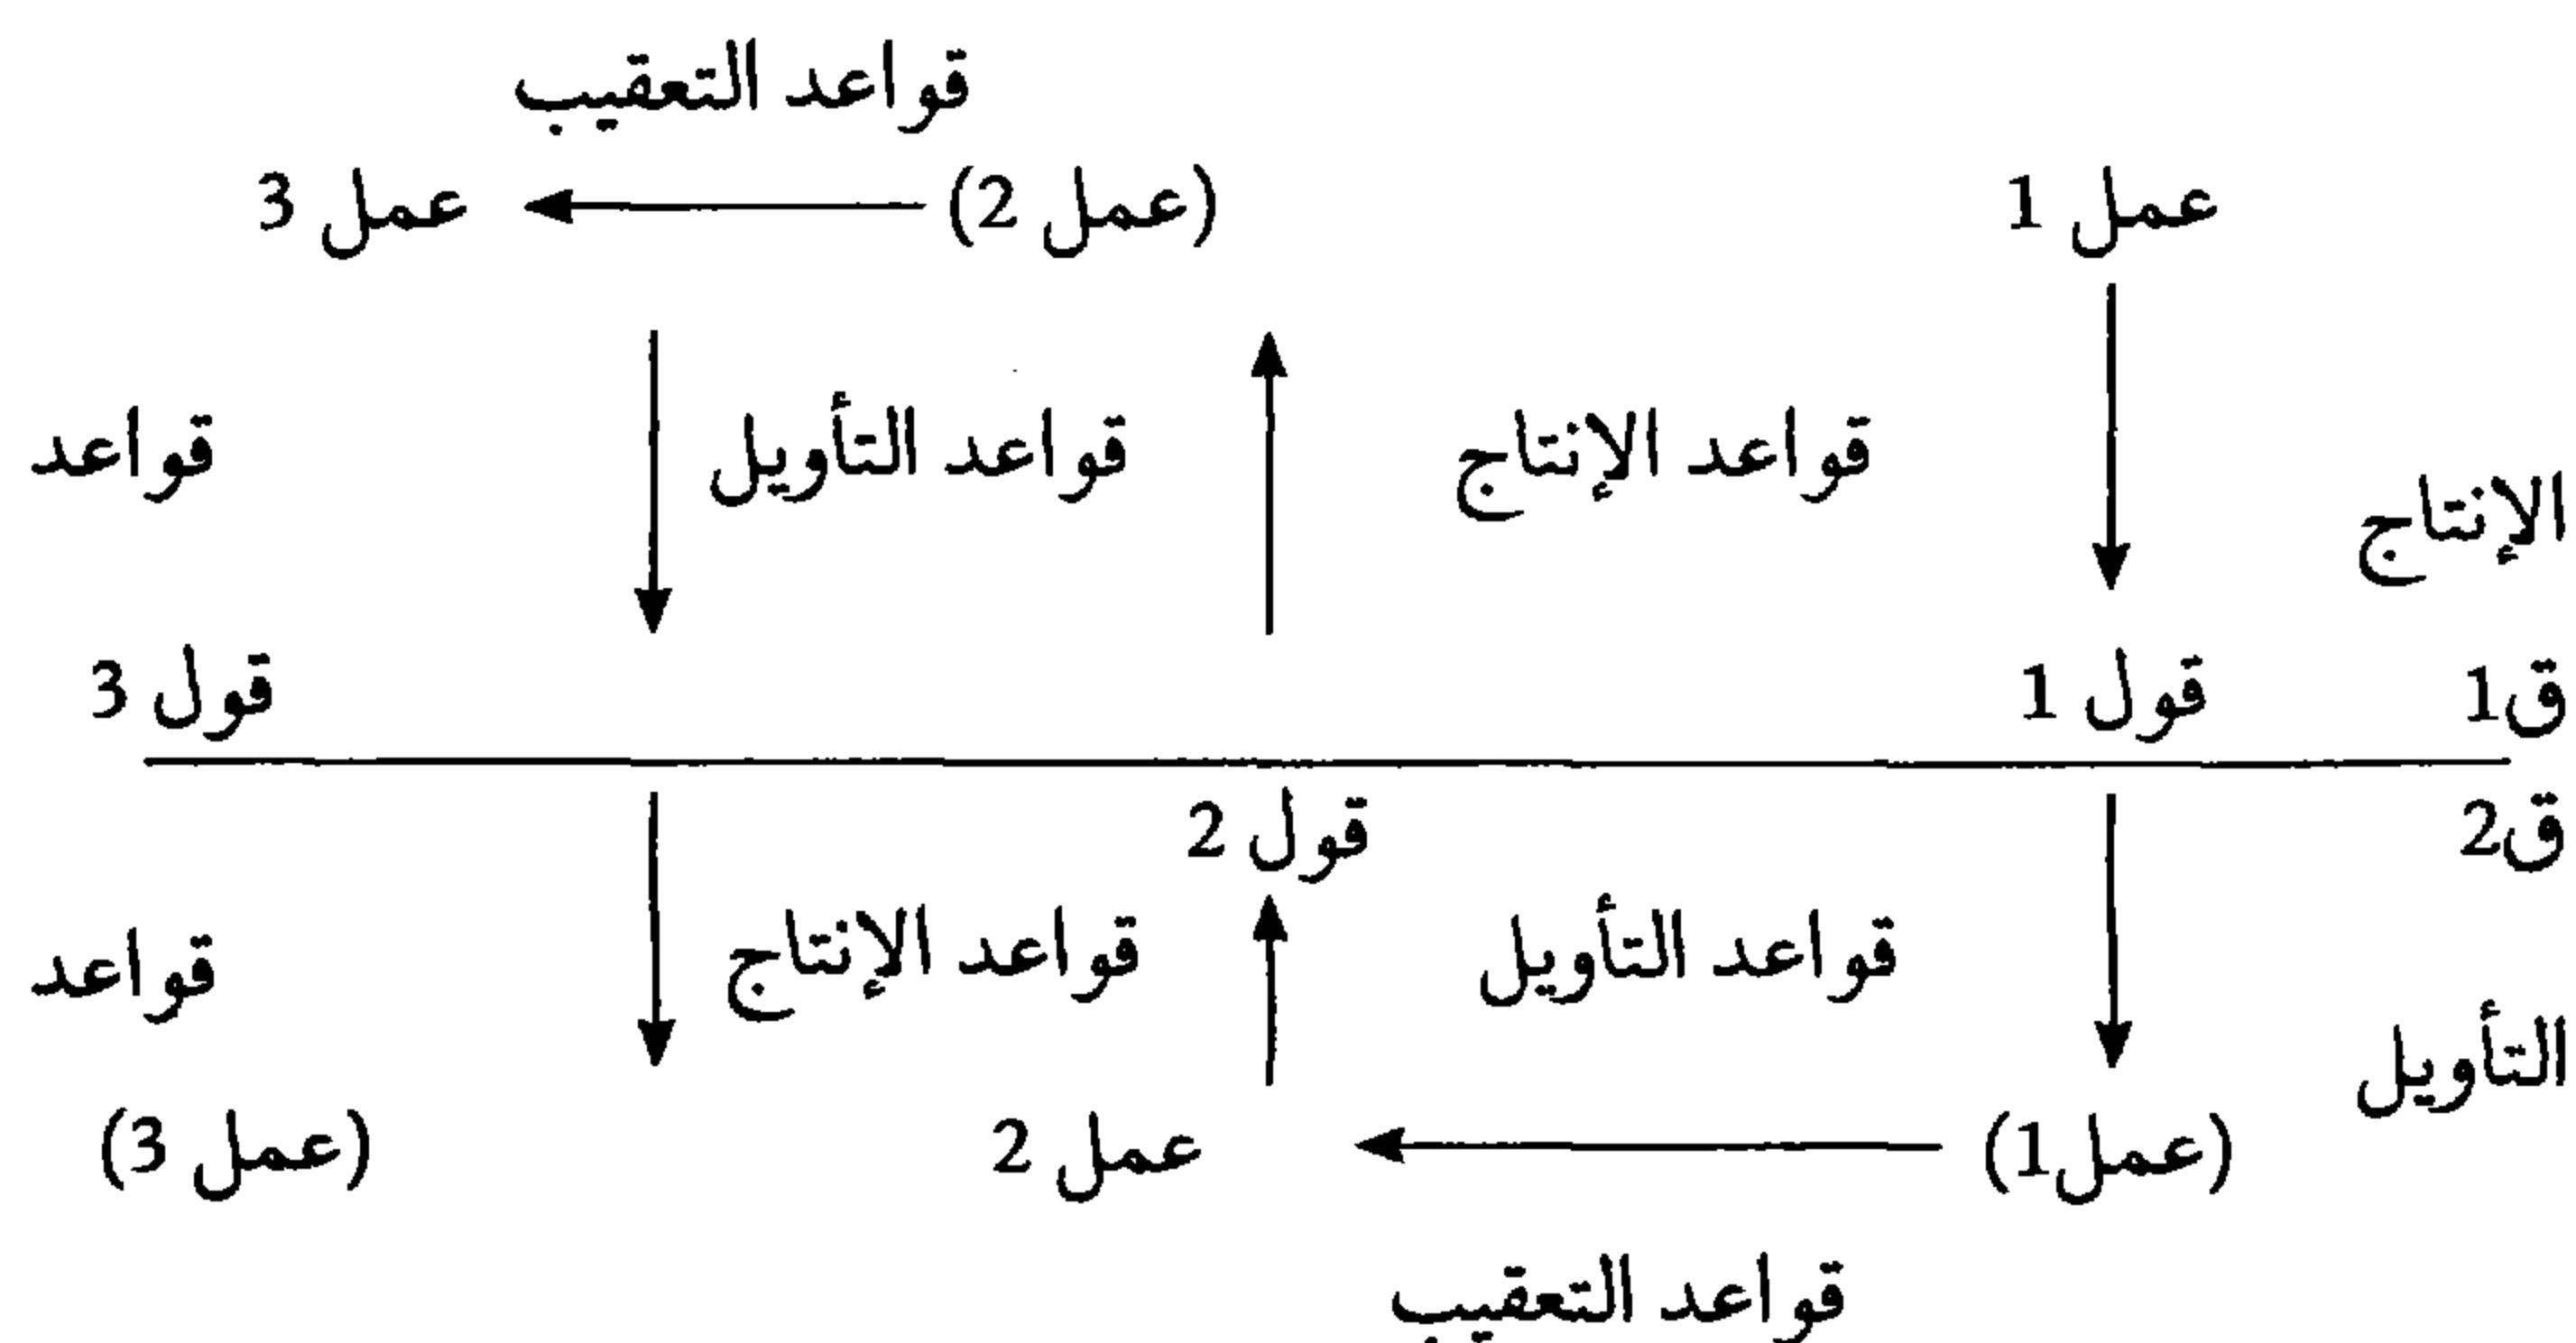 قواعد التعقيب
عمل 1 (عمل 2) عمل 3
قواعد الإنتاج قواعد التأويل قواعد
الإنتاج
ق1 قول 1 قول 3
ق2 قول 2
قواعد التأويل قواعد الإنتاج قواعد
التأويل
(عمل1) عمل 2 (عمل 3)
قواعد التعقيب